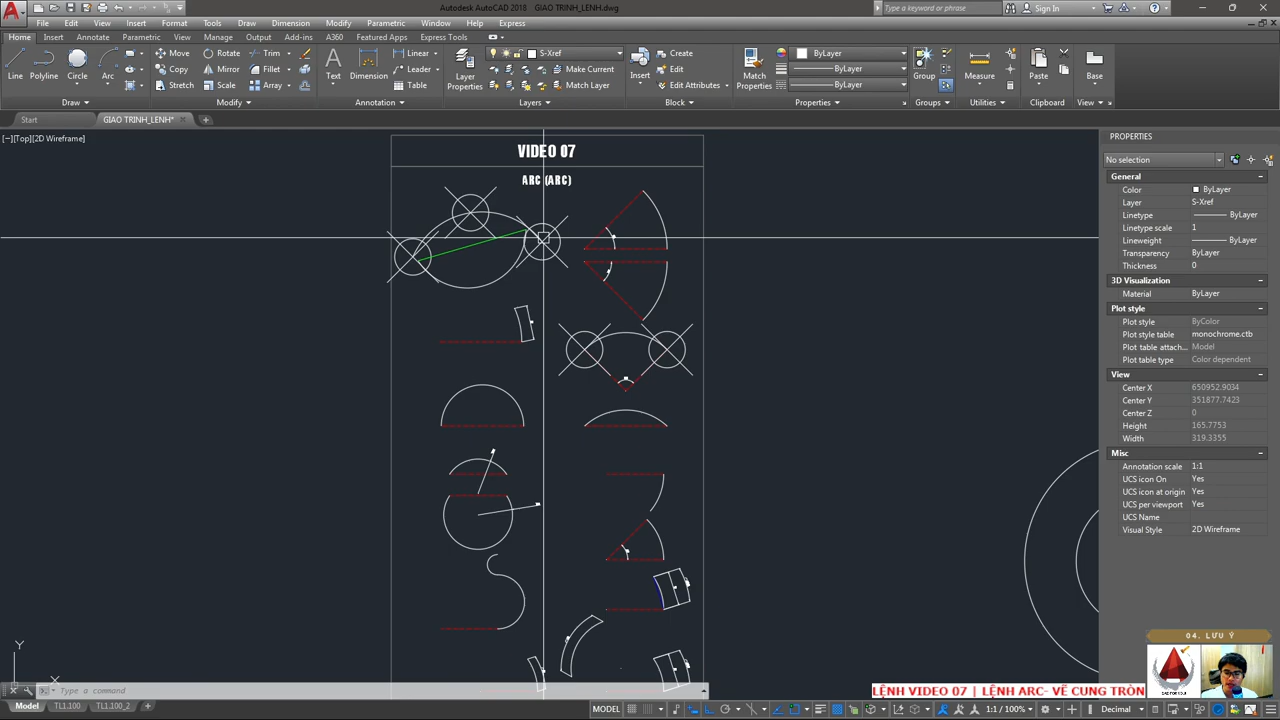 Autodesk AutoCAD 2018    GIAO TRINH_LENH.dwg
Type a keyword or phrase
Sign In
File Edit View Insert Format Tools Draw Dimension Modify Parametric Window Help Express
Home Insert Annotate Parametric View Manage Output Add-ins A360 Featured Apps Express Tools
Line Polyline Circle Arc
Move Rotate Trim
Copy Mirror Fillet
Stretch Scale Array
Text Dimension
Linear
Leader
Table
Layer Properties
S-Xref
Make Current
Match Layer
Insert
Create
Edit
Edit Attributes
Match Properties
ByLayer
ByLayer
ByLayer
Group
Measure
Paste
Base
Draw Modify Annotation Layers Block Properties Groups Utilities Clipboard View
Start GIAO TRINH_LENH*
[−][Top][2D Wireframe]
VIDEO 07
ARC (ARC)
PROPERTIES
No selection
General
Color ByLayer
Layer S-Xref
Linetype ByLayer
Linetype scale 1
Lineweight ByLayer
Transparency ByLayer
Thickness 0
3D Visualization
Material ByLayer
Plot style
Plot style ByColor
Plot style table monochrome.ctb
Plot table attach... Model
Plot table type Color dependent
View
Center X 650952.9034
Center Y 351877.7423
Center Z 0
Height 165.7753
Width 319.3355
Misc
Annotation scale 1:1
UCS icon On Yes
UCS icon at origin Yes
UCS per viewport Yes
UCS Name
Visual Style 2D Wireframe
Y
04. LƯU Ý
Type a command
LỆNH VIDEO 07 | LỆNH ARC- VẼ CUNG TRÒN
Model TL1.100 TL1.100_2
MODEL
1:1 / 100%
Decimal